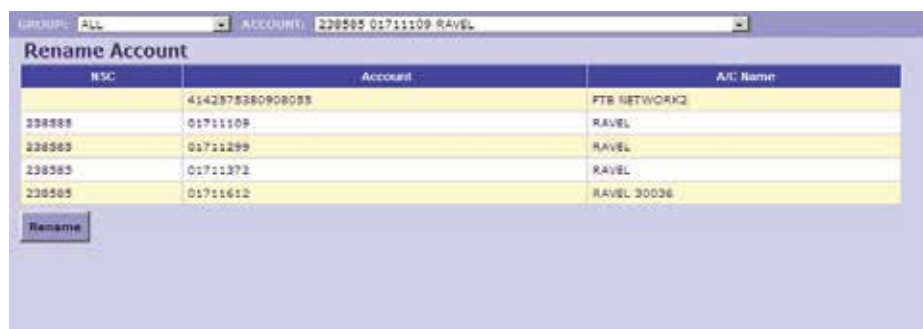 GROUP: ALL ACCOUNT: 238585 01711109 RAVEL
Rename Account
NSC Account A/C Name
FTB NETWORK2
238585 01711109 RAVEL
238585 01711299 RAVEL
238585 01711372 RAVEL
238585 01711612 RAVEL 30036
Rename